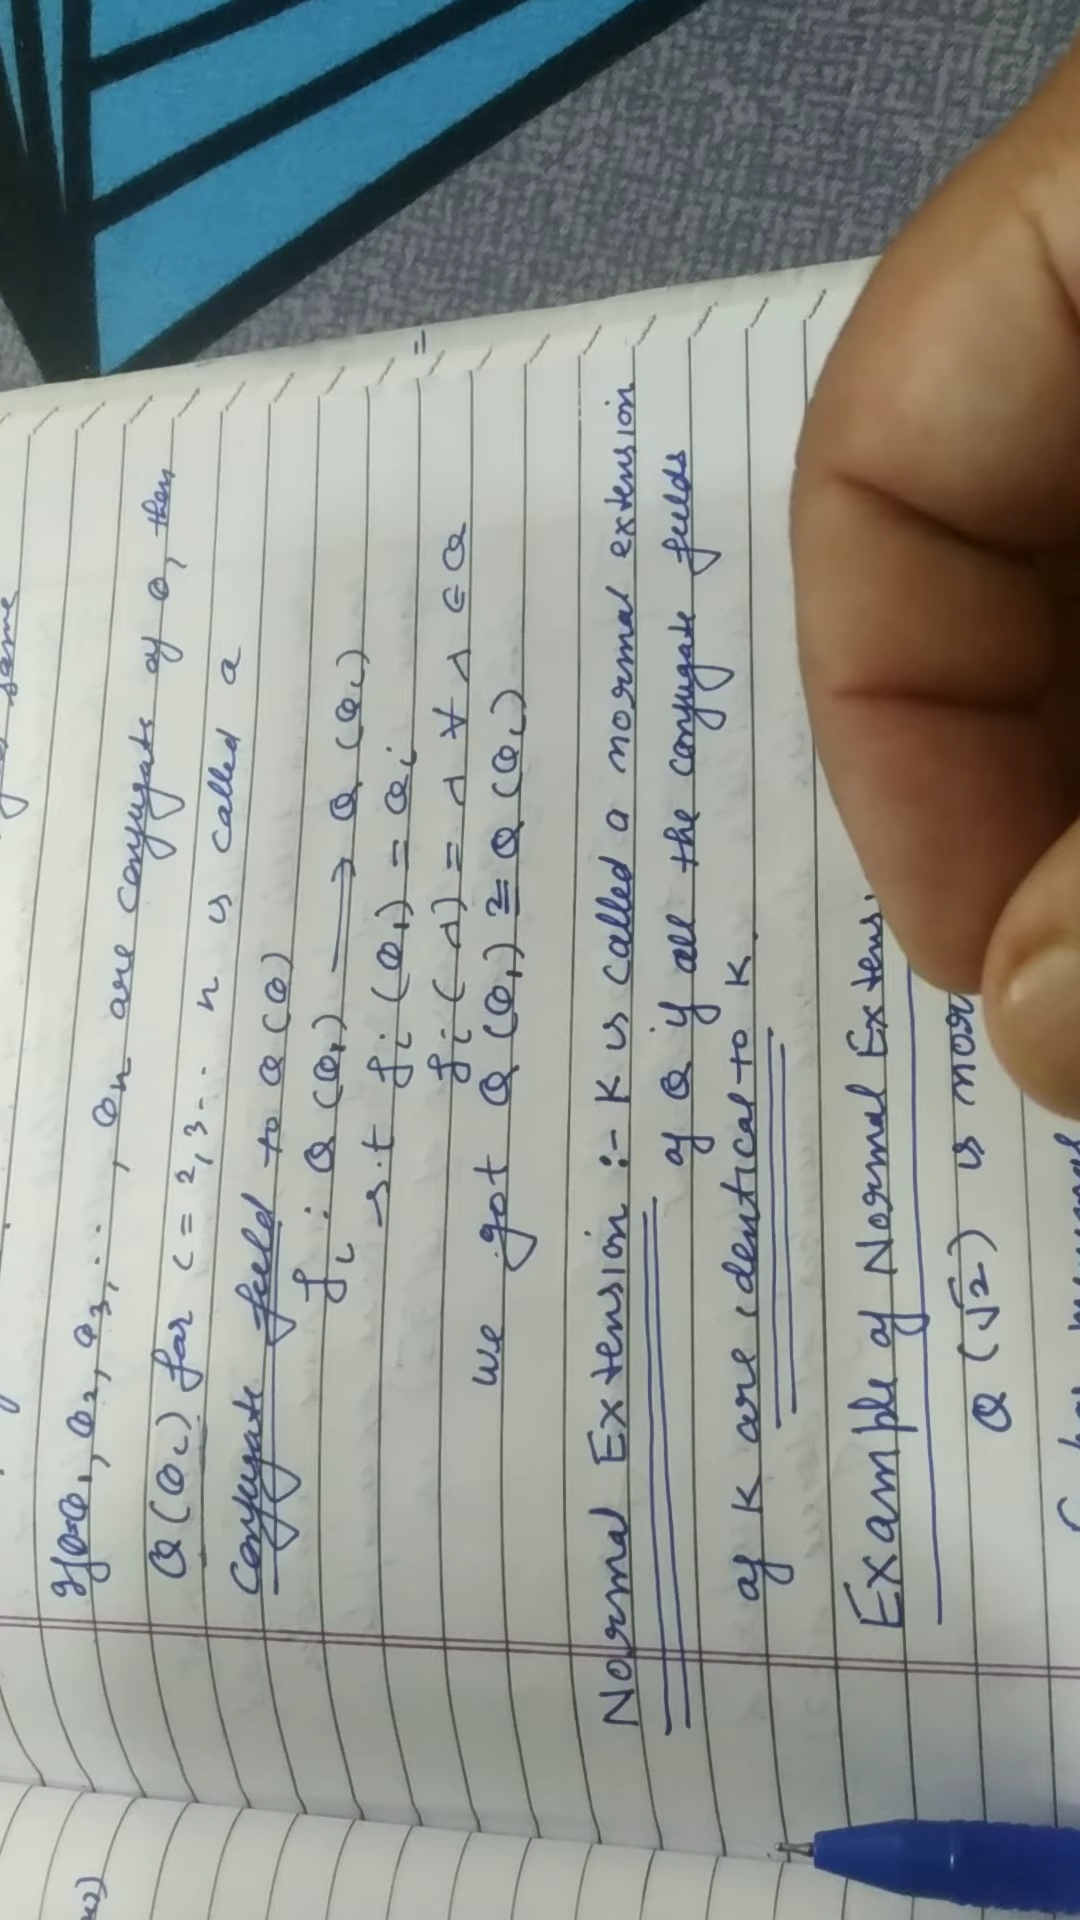 same
If θ=θ1, θ2, θ3, ..., θn are conjugate of θ, then
Q(θi) for i = 2,3.. n is called a
conjugate field to Q(θ)
fi : Q(θ1) → Q(θi)
s.t fi(θ1) = θi
fi(λ) = λ ∀ λ ∈ Q
we got Q(θ1) ≅ Q(θi)
Normal Extension :- K is called a normal extension
of Q if all the conjugate fields
of K are identical to K.
Example of Normal Extens
Q(√2) is nor